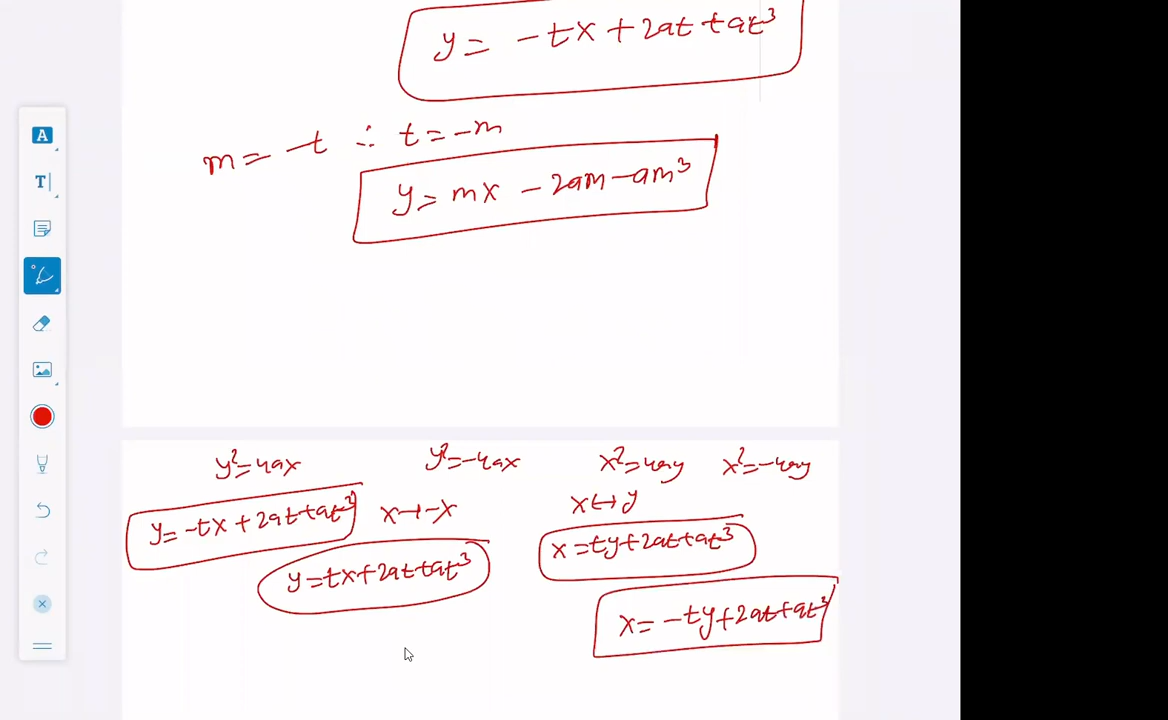 y = -tx + 2at + at³
m = -t ∴ t = -m
y = mx - 2am - am³
y² = 4ax y² = -4ax x² = 4ay x² = -4ay
x → -x x ↔ y
y = -tx + 2at + at³ x = ty + 2at + at³
y = tx + 2at + at³
x = -ty + 2at + at³
A
T